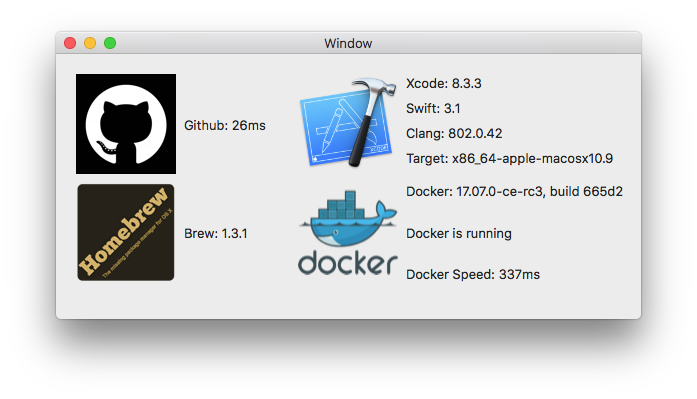 Window
Github: 26ms
Xcode: 8.3.3
Swift: 3.1
Clang: 802.0.42
Target: x86_64-apple-macosx10.9
Homebrew
The missing package manager for OS X
Brew: 1.3.1
docker
Docker: 17.07.0-ce-rc3, build 665d2
Docker is running
Docker Speed: 337ms